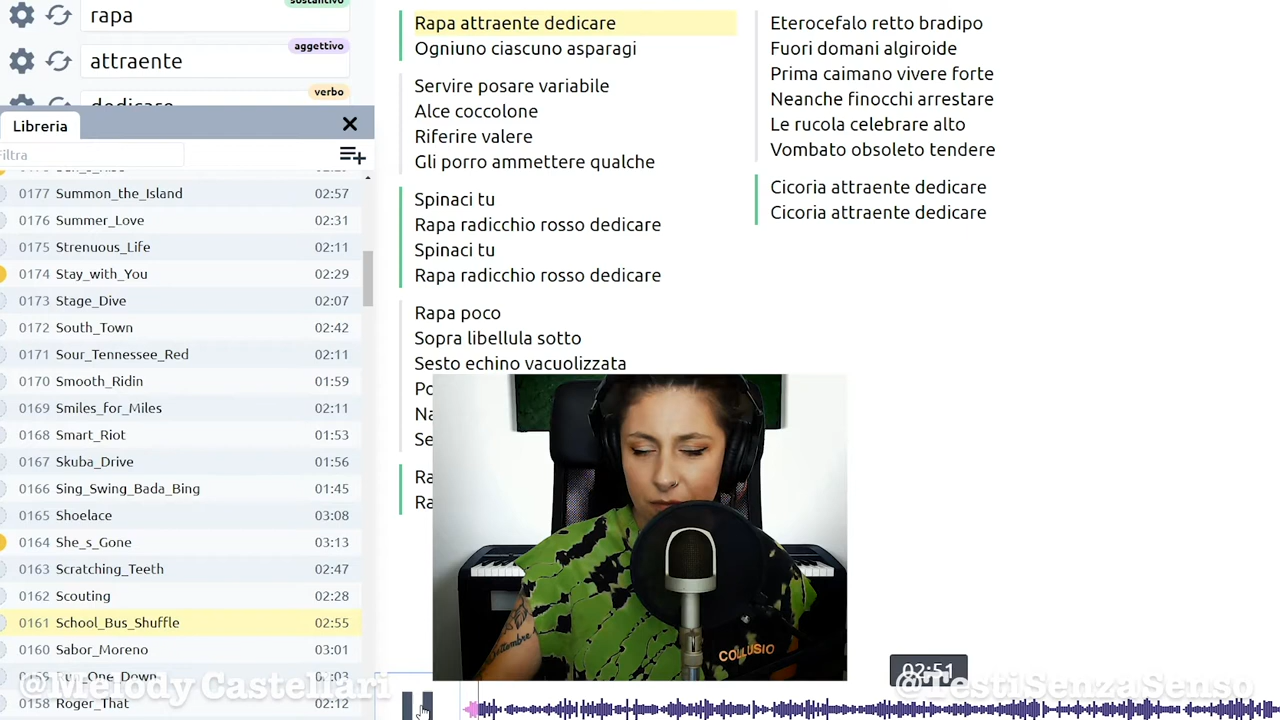 sostantivo
rapa
aggettivo
attraente
verbo
dedicare
Libreria
Filtra
0177 Summon_the_Island 02:57
0176 Summer_Love 02:31
0175 Strenuous_Life 02:11
0174 Stay_with_You 02:29
0173 Stage_Dive 02:07
0172 South_Town 02:42
0171 Sour_Tennessee_Red 02:11
0170 Smooth_Ridin 01:59
0169 Smiles_for_Miles 02:11
0168 Smart_Riot 01:53
0167 Skuba_Drive 01:56
0166 Sing_Swing_Bada_Bing 01:45
0165 Shoelace 03:08
0164 She_s_Gone 03:13
0163 Scratching_Teeth 02:47
0162 Scouting 02:28
0161 School_Bus_Shuffle 02:55
0160 Sabor_Moreno 03:01
One_Down
0158 Roger_That 02:12
Rapa attraente dedicare
Ogniuno ciascuno asparagi
Servire posare variabile
Alce coccolone
Riferire valere
Gli porro ammettere qualche
Spinaci tu
Rapa radicchio rosso dedicare
Spinaci tu
Rapa radicchio rosso dedicare
Rapa poco
Sopra libellula sotto
Sesto echino vacuolizzata
Eterocefalo retto bradipo
Fuori domani algiroide
Prima caimano vivere forte
Neanche finocchi arrestare
Le rucola celebrare alto
Vombato obsoleto tendere
Cicoria attraente dedicare
Cicoria attraente dedicare
COLLUSIO
02:51
Castellari
@TestiSenzaSenso